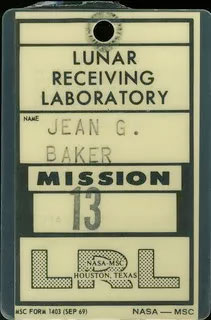 LUNAR
RECEIVING
LABORATORY
NAME
JEAN G.
BAKER
MISSION
13
LRL
NASA-MSC
HOUSTON, TEXAS
MSC FORM 1403 (SEP 69) NASA — MSC